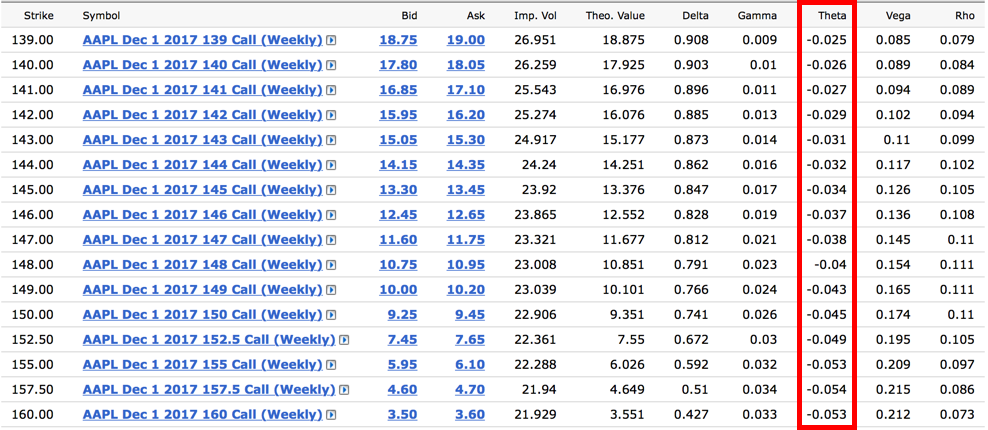 Strike Symbol Bid Ask Imp. Vol Theo. Value Delta Gamma Theta Vega Rho
139.00 AAPL Dec 1 2017 139 Call (Weekly) 18.75 19.00 26.951 18.875 0.908 0.009 -0.025 0.085 0.079
140.00 AAPL Dec 1 2017 140 Call (Weekly) 17.80 18.05 26.259 17.925 0.903 0.01 -0.026 0.089 0.084
141.00 AAPL Dec 1 2017 141 Call (Weekly) 16.85 17.10 25.543 16.976 0.896 0.011 -0.027 0.094 0.089
142.00 AAPL Dec 1 2017 142 Call (Weekly) 15.95 16.20 25.274 16.076 0.885 0.013 -0.029 0.102 0.094
143.00 AAPL Dec 1 2017 143 Call (Weekly) 15.05 15.30 24.917 15.177 0.873 0.014 -0.031 0.11 0.099
144.00 AAPL Dec 1 2017 144 Call (Weekly) 14.15 14.35 24.24 14.251 0.862 0.016 -0.032 0.117 0.102
145.00 AAPL Dec 1 2017 145 Call (Weekly) 13.30 13.45 23.92 13.376 0.847 0.017 -0.034 0.126 0.105
146.00 AAPL Dec 1 2017 146 Call (Weekly) 12.45 12.65 23.865 12.552 0.828 0.019 -0.037 0.136 0.108
147.00 AAPL Dec 1 2017 147 Call (Weekly) 11.60 11.75 23.321 11.677 0.812 0.021 -0.038 0.145 0.11
148.00 AAPL Dec 1 2017 148 Call (Weekly) 10.75 10.95 23.008 10.851 0.791 0.023 -0.04 0.154 0.111
149.00 AAPL Dec 1 2017 149 Call (Weekly) 10.00 10.20 23.039 10.101 0.766 0.024 -0.043 0.165 0.111
150.00 AAPL Dec 1 2017 150 Call (Weekly) 9.25 9.45 22.906 9.351 0.741 0.026 -0.045 0.174 0.11
152.50 AAPL Dec 1 2017 152.5 Call (Weekly) 7.45 7.65 22.361 7.55 0.672 0.03 -0.049 0.195 0.105
155.00 AAPL Dec 1 2017 155 Call (Weekly) 5.95 6.10 22.288 6.026 0.592 0.032 -0.053 0.209 0.097
157.50 AAPL Dec 1 2017 157.5 Call (Weekly) 4.60 4.70 21.94 4.649 0.51 0.034 -0.054 0.215 0.086
160.00 AAPL Dec 1 2017 160 Call (Weekly) 3.50 3.60 21.929 3.551 0.427 0.033 -0.053 0.212 0.073